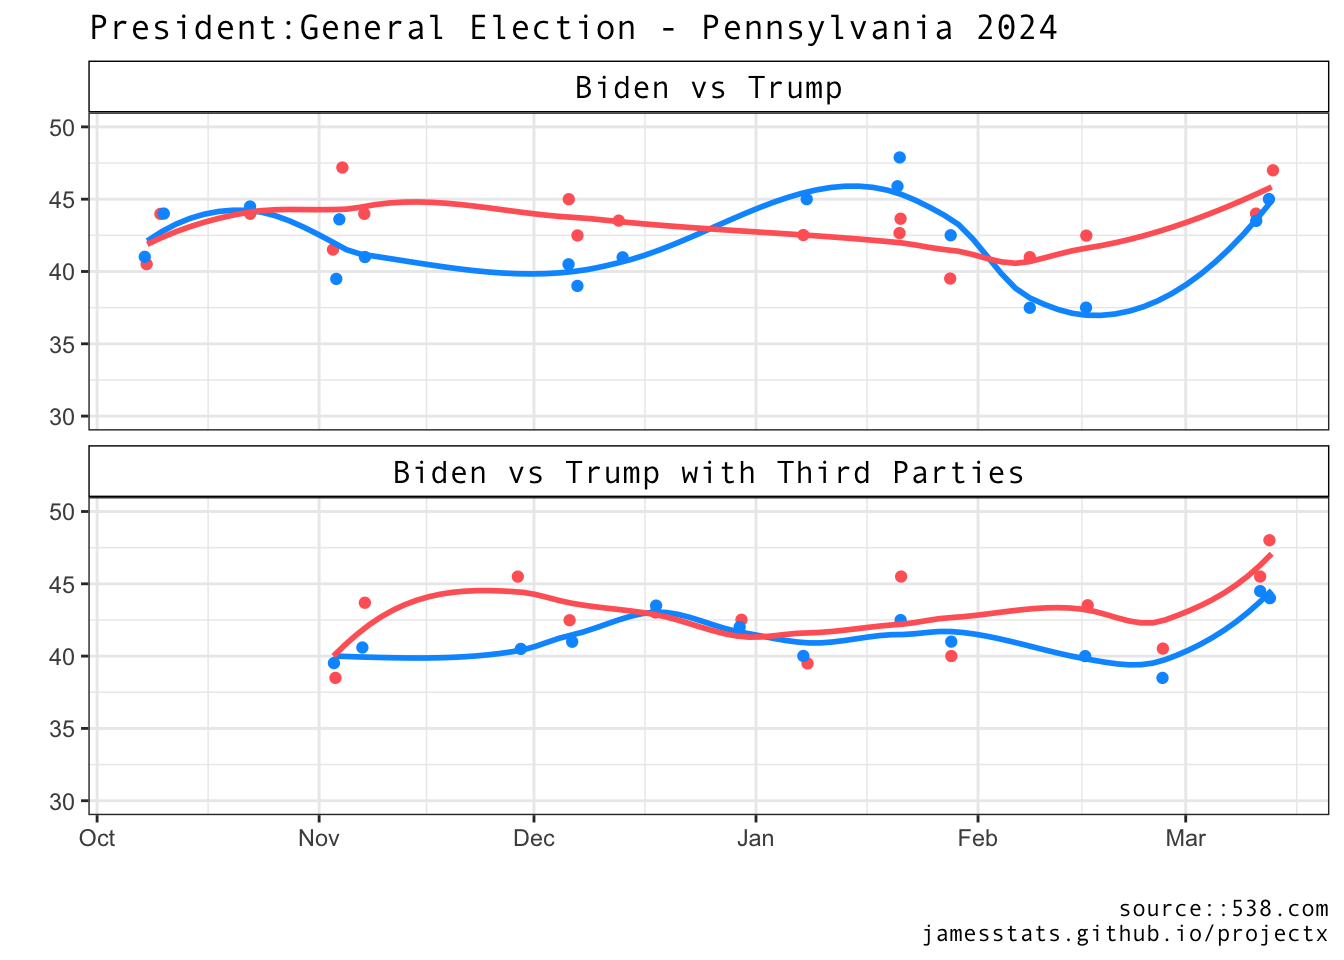 President:General Election - Pennsylvania 2024
Biden vs Trump
50
45
40
35
30
Biden vs Trump with Third Parties
50
45
40
35
30
Oct Nov Dec Jan Feb Mar
source::538.com
jamesstats.github.io/projectx